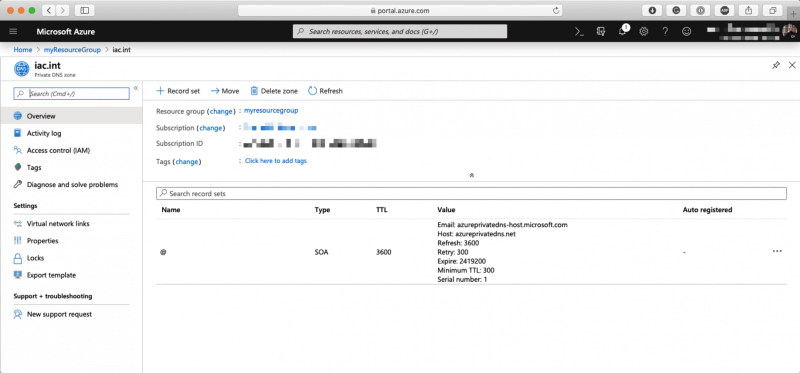 portal.azure.com
Microsoft Azure
Search resources, services, and docs (G+/)
1
Home > myResourceGroup > iac.int
iac.int
Private DNS zone
DNS
Search (Cmd+/)
Overview
Activity log
Access control (IAM)
Tags
Diagnose and solve problems
Settings
Virtual network links
Properties
Locks
Export template
Support + troubleshooting
New support request
Record set Move Delete zone Refresh
Resource group (change) : myresourcegroup
Subscription (change) :
Subscription ID :
Tags (change) : Click here to add tags
Search record sets
Name Type TTL Value Auto registered
@ SOA 3600 Email: azureprivatedns-host.microsoft.com
Host: azureprivatedns.net
Refresh: 3600
Retry: 300
Expire: 2419200
Minimum TTL: 300
Serial number: 1
-